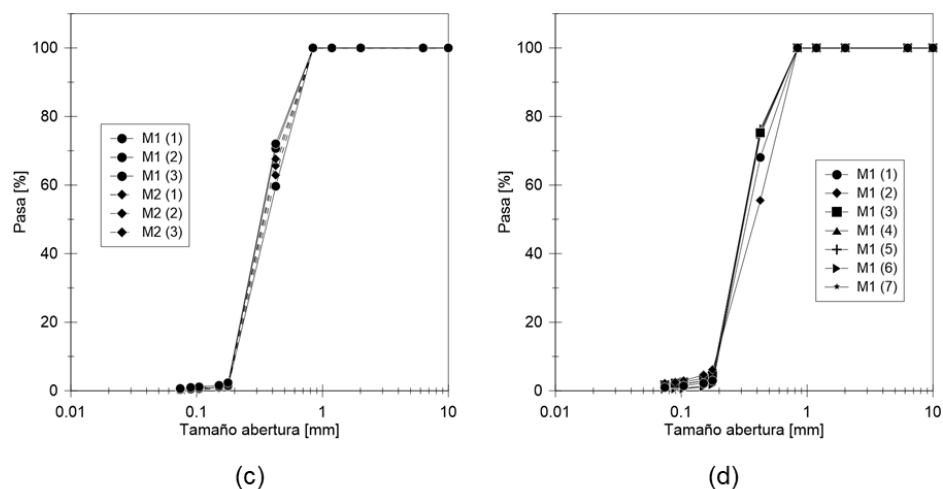 100
80
60
40
20
0
Pasa [%]
M1 (1)
M1 (2)
M1 (3)
M2 (1)
M2 (2)
M2 (3)
0.01
0.1
1
10
Tamaño abertura [mm]
(c)
100
80
60
40
20
0
Pasa [%]
M1 (1)
M1 (2)
M1 (3)
M1 (4)
M1 (5)
M1 (6)
M1 (7)
0.01
0.1
1
10
Tamaño abertura [mm]
(d)